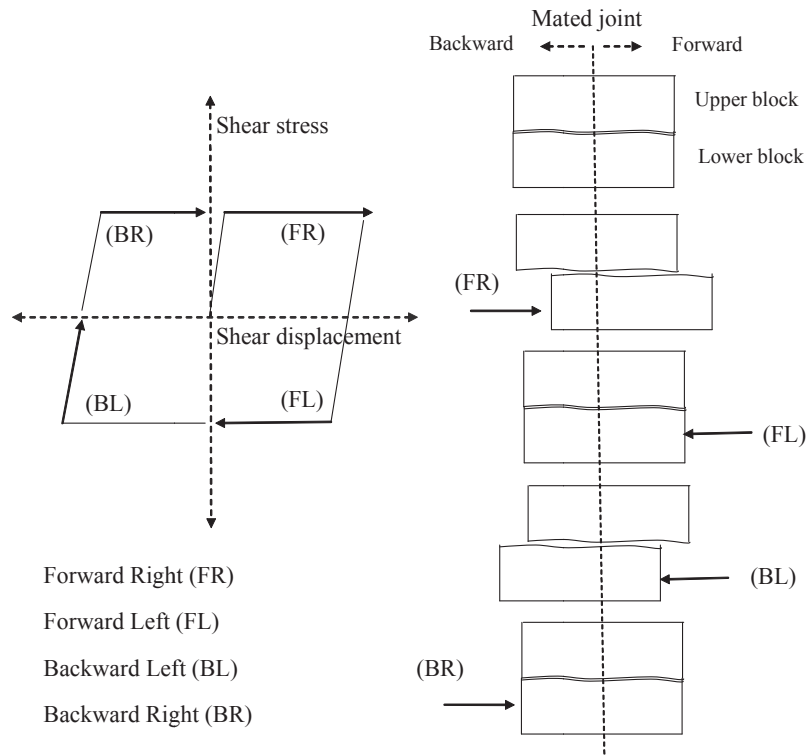 Mated joint
Backward
Forward
Upper block
Lower block
Shear stress
(BR)
(FR)
Shear displacement
(BL)
(FL)
(FR)
(FL)
(BL)
(BR)
Forward Right (FR)
Forward Left (FL)
Backward Left (BL)
Backward Right (BR)